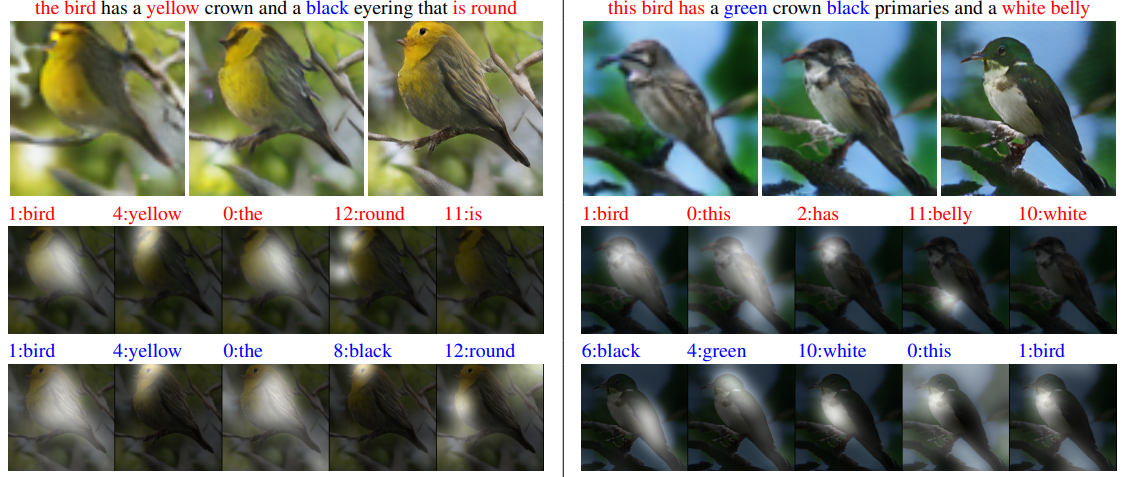 the bird has a yellow crown and a black eyering that is round
1:bird 4:yellow 0:the 12:round 11:is
1:bird 4:yellow 0:the 8:black 12:round
this bird has a green crown black primaries and a white belly
1:bird 0:this 2:has 11:belly 10:white
6:black 4:green 10:white 0:this 1:bird